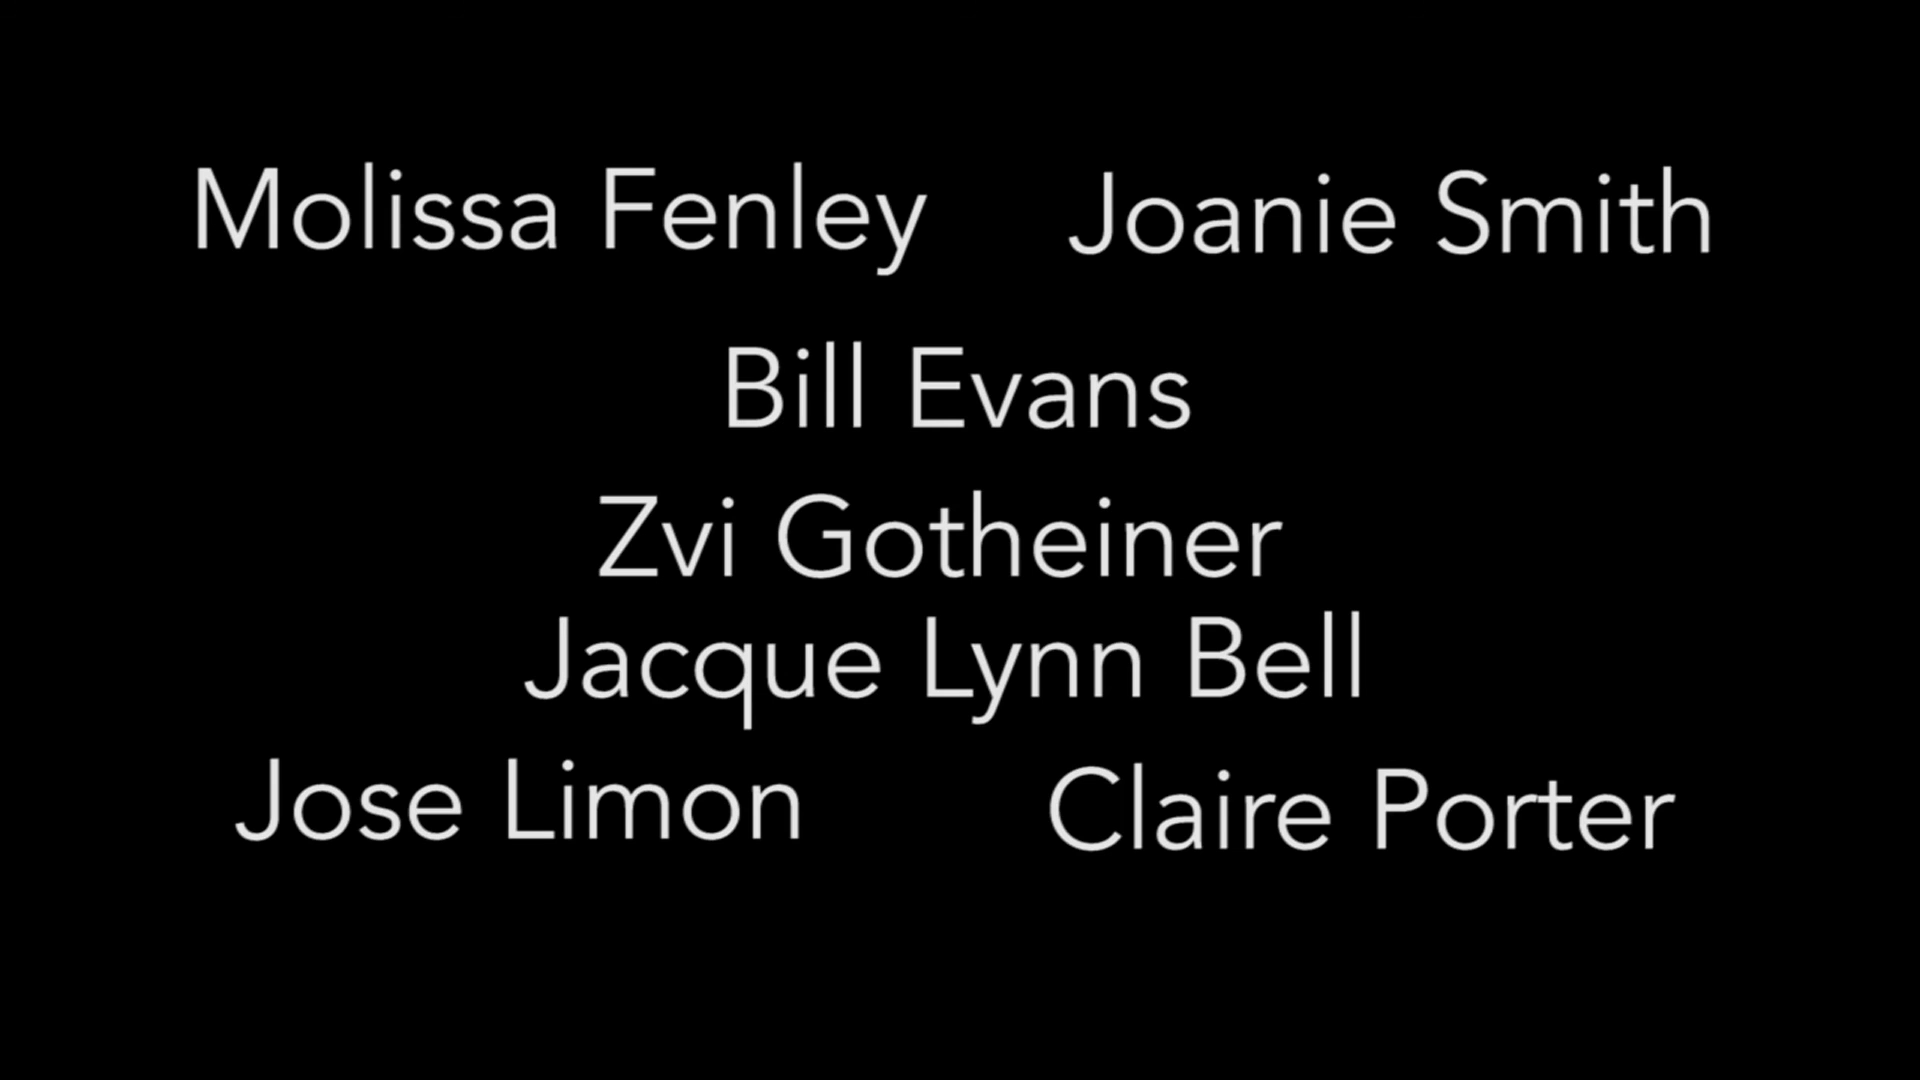 Molissa Fenley Joanie Smith
Bill Evans
Zvi Gotheiner
Jacque Lynn Bell
Jose Limon Claire Porter